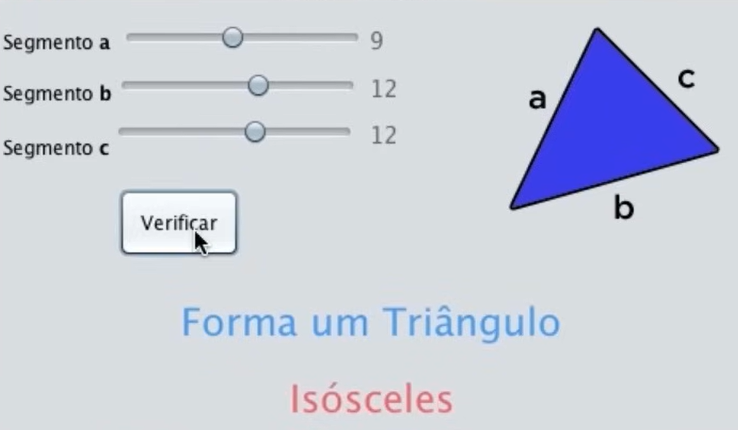 Segmento a 9
Segmento b 12
Segmento c 12
a
c
b
Verificar
Forma um Triângulo
Isósceles